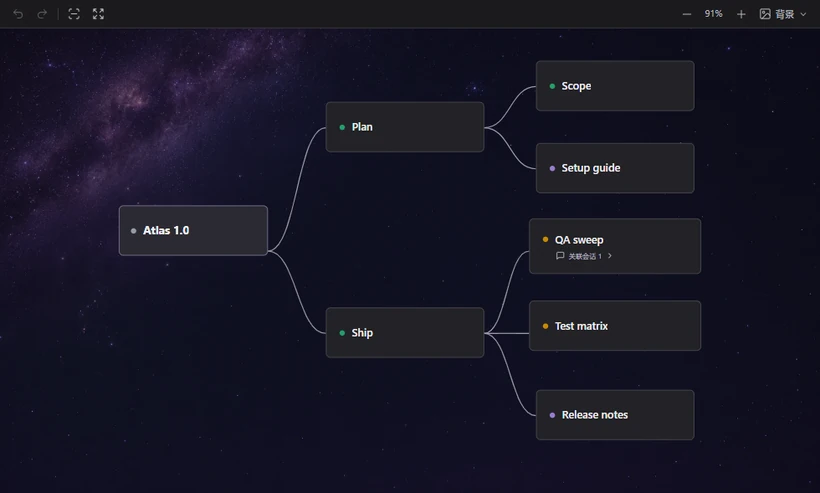 91%
背景
Scope
Plan
Setup guide
Atlas 1.0
QA sweep
关联会话 1
Test matrix
Ship
Release notes